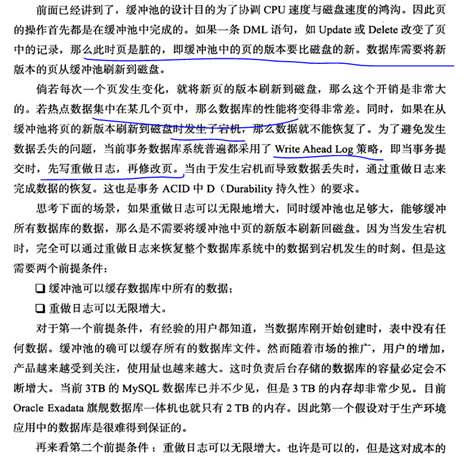 前面已经讲到了，缓冲池的设计目的为了协调 CPU 速度与磁盘速度的鸿沟。因此页
的操作首先都是在缓冲池中完成的。如果一条 DML 语句，如 Update 或 Delete 改变了页
中的记录，那么此时页是脏的，即缓冲池中的页的版本要比磁盘的新。数据库需要将新
版本的页从缓冲池刷新到磁盘。
倘若每次一个页发生变化，就将新页的版本刷新到磁盘，那么这个开销是非常大
的。若热点数据集中在某几个页中，那么数据库的性能将变得非常差。同时，如果在从
缓冲池将页的新版本刷新到磁盘时发生了宕机，那么数据就不能恢复了。为了避免发生
数据丢失的问题，当前事务数据库系统普遍都采用了 Write Ahead Log 策略，即当事务提
交时，先写重做日志，再修改页。当由于发生宕机而导致数据丢失时，通过重做日志来
完成数据的恢复。这也是事务 ACID 中 D（Durability 持久性）的要求。
思考下面的场景，如果重做日志可以无限地增大，同时缓冲池也足够大，能够缓冲
所有数据库的数据，那么是不需要将缓冲池中页的新版本刷新回磁盘。因为当发生宕机
时，完全可以通过重做日志来恢复整个数据库系统中的数据到宕机发生的时刻。但是这
需要两个前提条件：
❑ 缓冲池可以缓存数据库中所有的数据；
❑ 重做日志可以无限增大。
对于第一个前提条件，有经验的用户都知道，当数据库刚开始创建时，表中没有任
何数据。缓冲池的确可以缓存所有的数据库文件。然而随着市场的推广，用户的增加，
产品越来越受到关注，使用量也越来越大。这时负责后台存储的数据库的容量必定会不
断增大。当前 3TB 的 MySQL 数据库已并不少见，但是 3 TB 的内存却非常少见。目前
Oracle Exadata 旗舰数据库一体机也就只有 2 TB 的内存。因此第一个假设对于生产环境
应用中的数据库是很难得到保证的。
再来看第二个前提条件：重做日志可以无限增大。也许是可以的，但是这对成本的